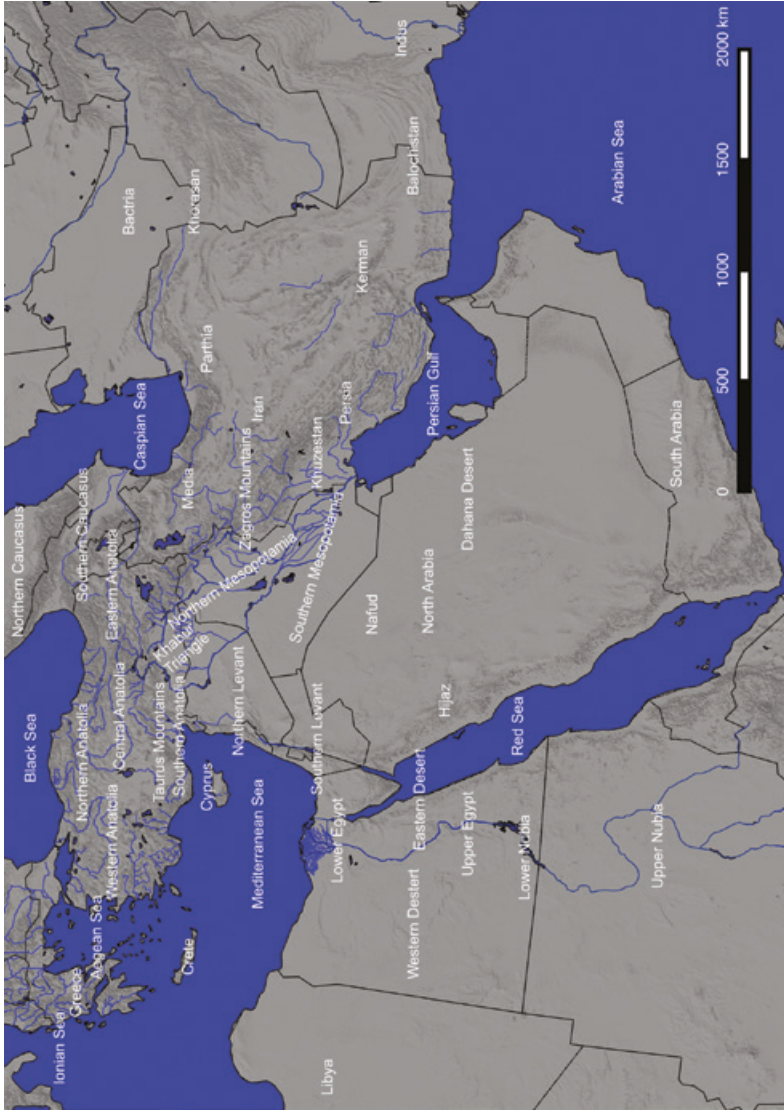 Northern Caucasus
Black Sea
Ionian Sea
Greece
Northern Anatolia
Southern Caucasus
Aegean Sea
Western Anatolia
Central Anatolia
Eastern Anatolia
Caspian Sea
Bactria
Taurus Mountains
Southern Anatolia
Khabur
Triangle
Crete
Media
Khorasan
Cyprus
Parthia
Northern Mesopotamia
Northern Levant
Zagros Mountains
Mediterranean Sea
Iran
Southern Levant
Southern Mesopotamia
Khuzestan
Libya
Lower Egypt
Persia
Kerman
Nafud
Indus
Western Destert
Eastern Desert
North Arabia
Balochistan
Persian Gulf
Hijaz
Upper Egypt
Dahana Desert
Red Sea
Lower Nubia
Arabian Sea
Upper Nubia
South Arabia
0 500 1000 1500 2000 km